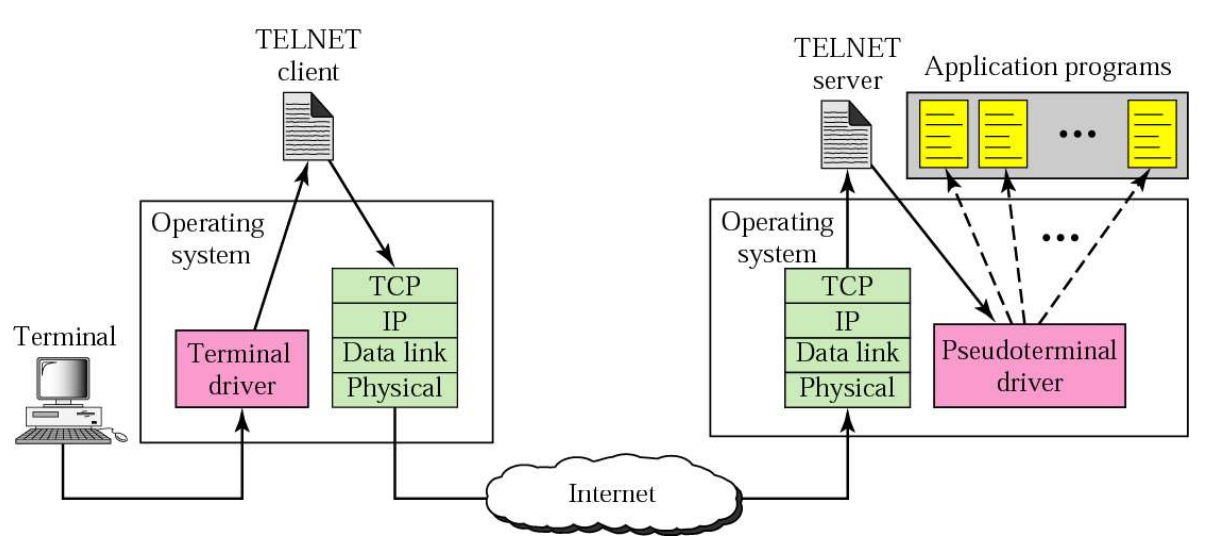 TELNET
client
Operating
system
TCP
IP
Data link
Physical
Terminal
Terminal
driver
Internet
TELNET
server
Application programs
Operating
system
TCP
IP
Data link
Physical
Pseudoterminal
driver